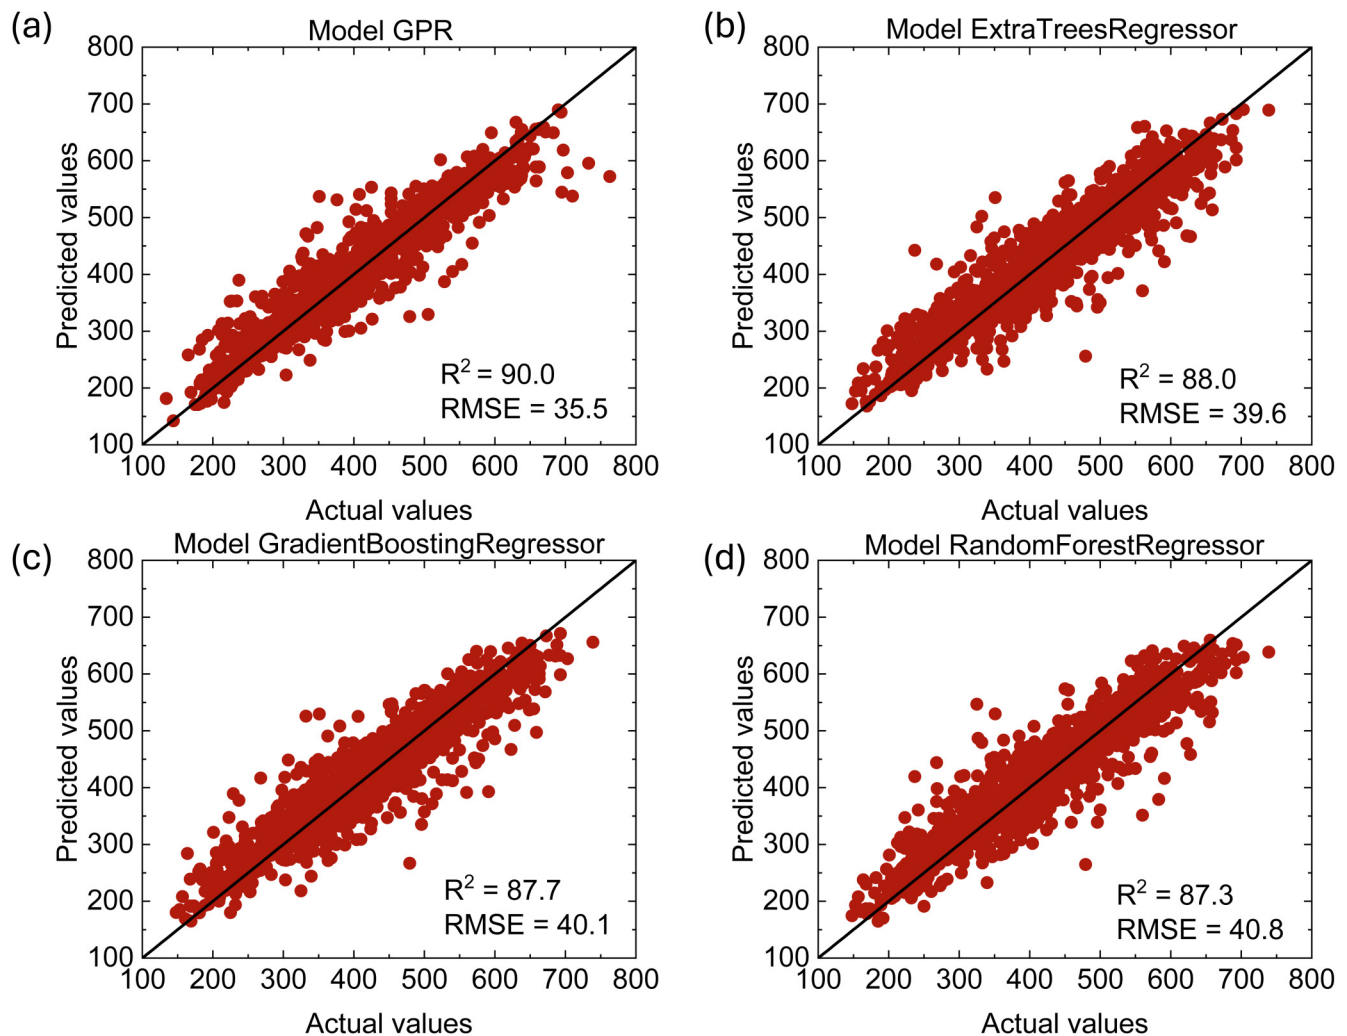 (a)
Model GPR
800
700
600
500
400
300
200
100
Predicted values
R² = 90.0
RMSE = 35.5
100 200 300 400 500 600 700 800
Actual values
(b)
Model ExtraTreesRegressor
800
700
600
500
400
300
200
100
Predicted values
R² = 88.0
RMSE = 39.6
100 200 300 400 500 600 700 800
Actual values
(c)
Model GradientBoostingRegressor
800
700
600
500
400
300
200
100
Predicted values
R² = 87.7
RMSE = 40.1
100 200 300 400 500 600 700 800
Actual values
(d)
Model RandomForestRegressor
800
700
600
500
400
300
200
100
Predicted values
R² = 87.3
RMSE = 40.8
100 200 300 400 500 600 700 800
Actual values